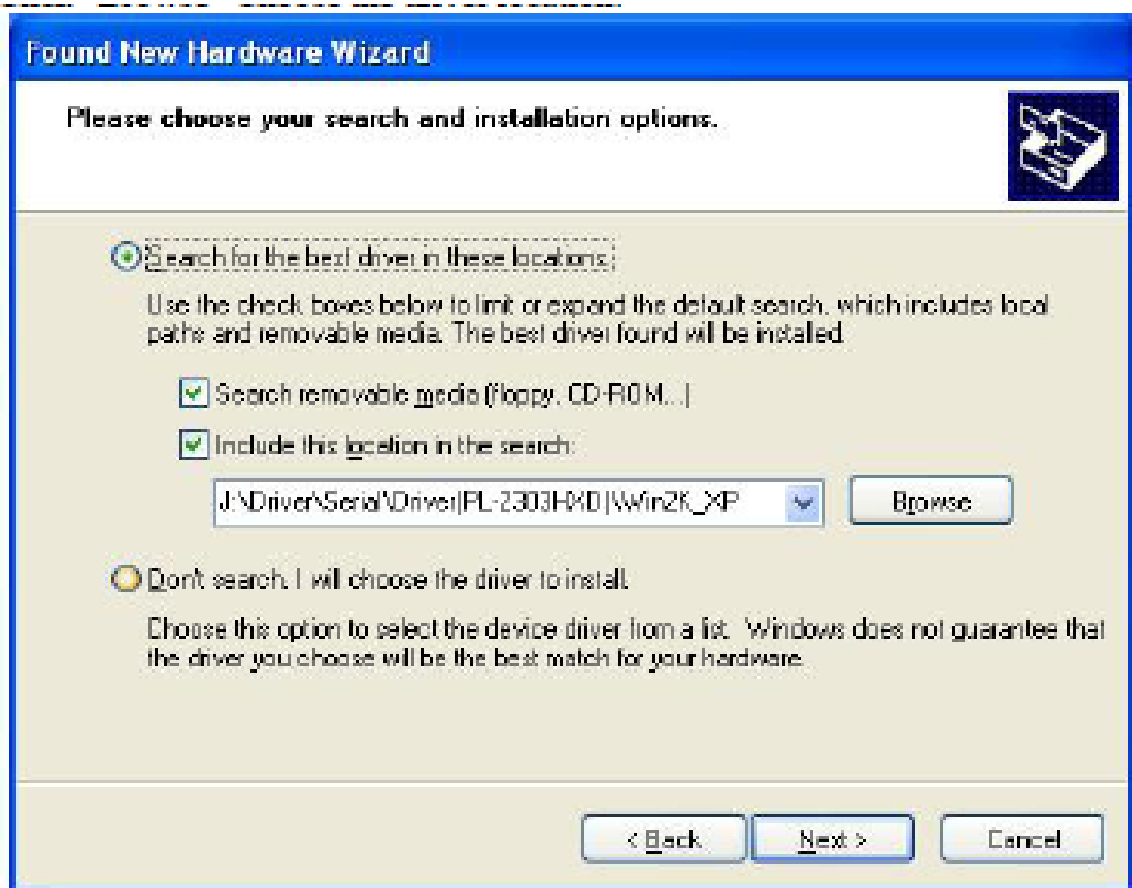 Found New Hardware Wizard
Please choose your search and installation options.
Search for the best driver in these locations.
Use the check boxes below to limit or expand the default search, which includes local
paths and removable media. The best driver found will be installed.
Search removable media (floppy, CD-ROM...)
Include this location in the search:
J:\Driver\Serial\Driver(PL-2303HXD)\Win2K_XP
Browse
Don't search. I will choose the driver to install.
Choose this option to select the device driver from a list. Windows does not guarantee that
the driver you choose will be the best match for your hardware.
< Back
Next >
Cancel